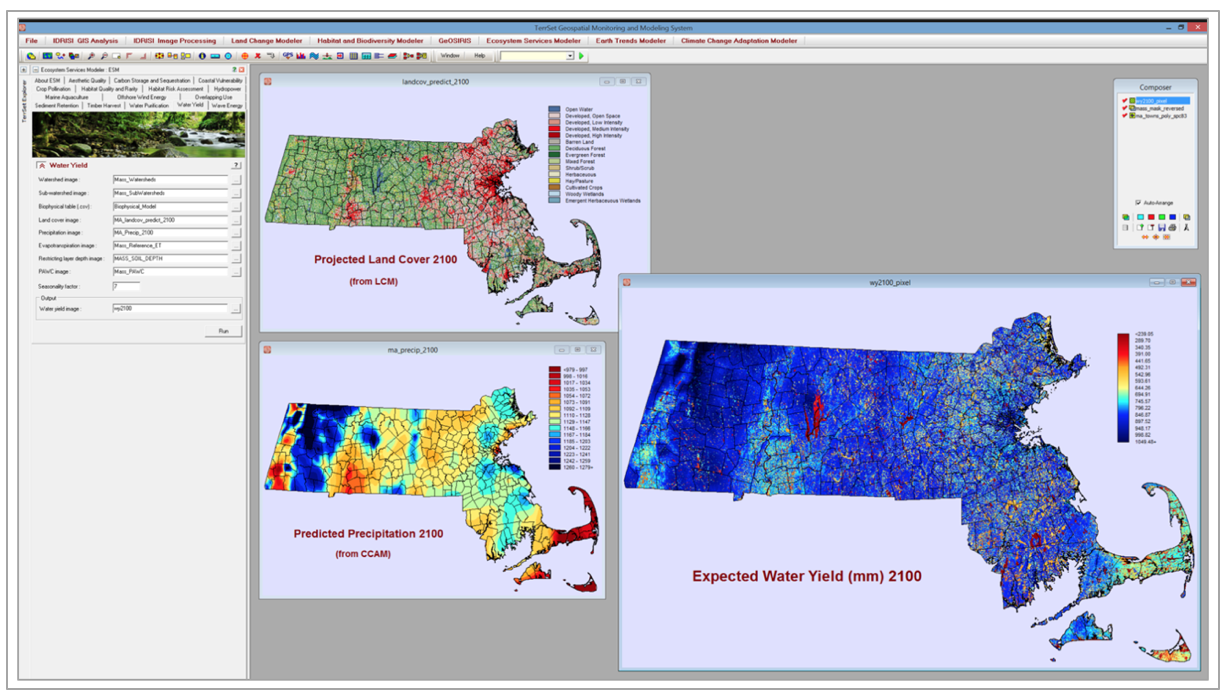 TerrSet Geospatial Monitoring and Modeling System
File IDRISI GIS Analysis IDRISI Image Processing Land Change Modeler Habitat and Biodiversity Modeler GeOSIRIS Ecosystem Services Modeler Earth Trends Modeler Climate Change Adaptation Modeler
Window Help
TerrSet Explorer
Ecosystem Services Modeler : ESM
About ESM Aesthetic Quality Carbon Storage and Sequestration Coastal Vulnerability
Crop Pollination Habitat Quality and Rarity Habitat Risk Assessment Hydropower
Marine Aquaculture Offshore Wind Energy Overlapping Use
Sediment Retention Timber Harvest Water Purification Water Yield Wave Energy
Water Yield ?
Watershed image : Mass_Watersheds ...
Sub-watershed image : Mass_SubWatersheds ...
Biophysical table (.csv) : Biophysical_Model ...
Land cover image : MA_landcov_predict_2100 ...
Precipitation image : MA_Precip_2100 ...
Evapotranspiration image : Mass_Reference_ET ...
Restricting layer depth image : MASS_SOIL_DEPTH ...
PAWC image : Mass_PAWC ...
Seasonality factor : 7
Output
Water yield image : wy2100 ...
Run
landcov_predict_2100
Open Water
Developed, Open Space
Developed, Low Intensity
Developed, Medium Intensity
Developed, High Intensity
Barren Land
Deciduous Forest
Evergreen Forest
Mixed Forest
Shrub/Scrub
Herbaceous
Hay/Pasture
Cultivated Crops
Woody Wetlands
Emergent Herbaceous Wetlands
Projected Land Cover 2100
(from LCM)
ma_precip_2100
<979 - 997
998 - 1016
1017 - 1034
1035 - 1053
1054 - 1072
1073 - 1091
1092 - 1109
1110 - 1128
1129 - 1147
1148 - 1166
1167 - 1184
1185 - 1203
1204 - 1222
1223 - 1241
1242 - 1259
1260 - 1279+
Predicted Precipitation 2100
(from CCAM)
Composer
wy2100_pixel
mass_mask_reversed
ma_towns_poly_spc83
Auto-Arrange
wy2100_pixel
340.35
391.00
441.65
492.31
542.96
593.61
644.26
694.91
745.57
796.22
846.87
897.52
948.17
998.82
Expected Water Yield (mm) 2100